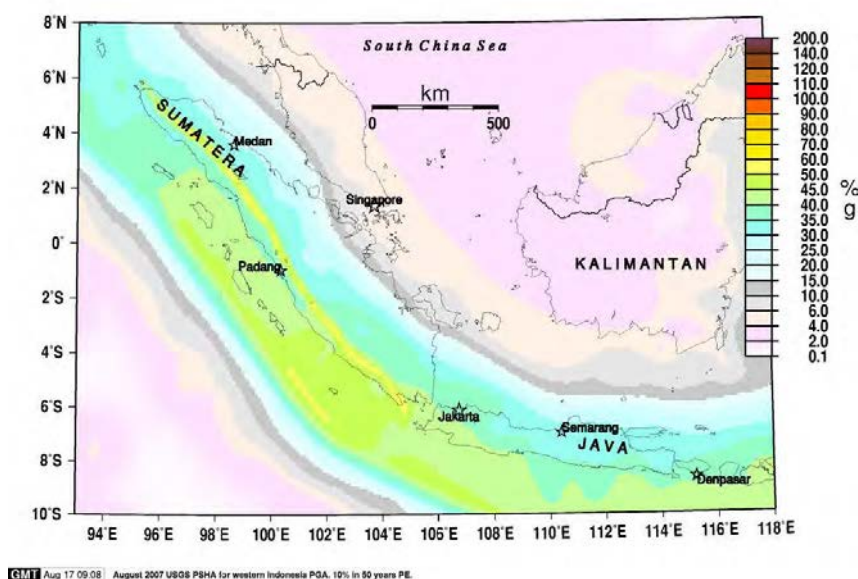 8°N
6°N
4°N
2°N
0°
2°S
4°S
6°S
8°S
10°S
South China Sea
km
0 500
SUMATERA
Medan
Singapore
Padang
KALIMANTAN
Jakarta
Semarang
JAVA
Denpasar
200.0
140.0
120.0
100.0
90.0
80.0
70.0
60.0
50.0
45.0
40.0
35.0
30.0
25.0
20.0
15.0
10.0
6.0
4.0
2.0
0.1
%
g
94°E 96°E 98°E 100°E 102°E 104°E 106°E 108°E 110°E 112°E 114°E 116°E 118°E
GMT Aug 17 09:08 August 2007 USGS PSHA for western Indonesia PGA. 10% in 50 years PE.